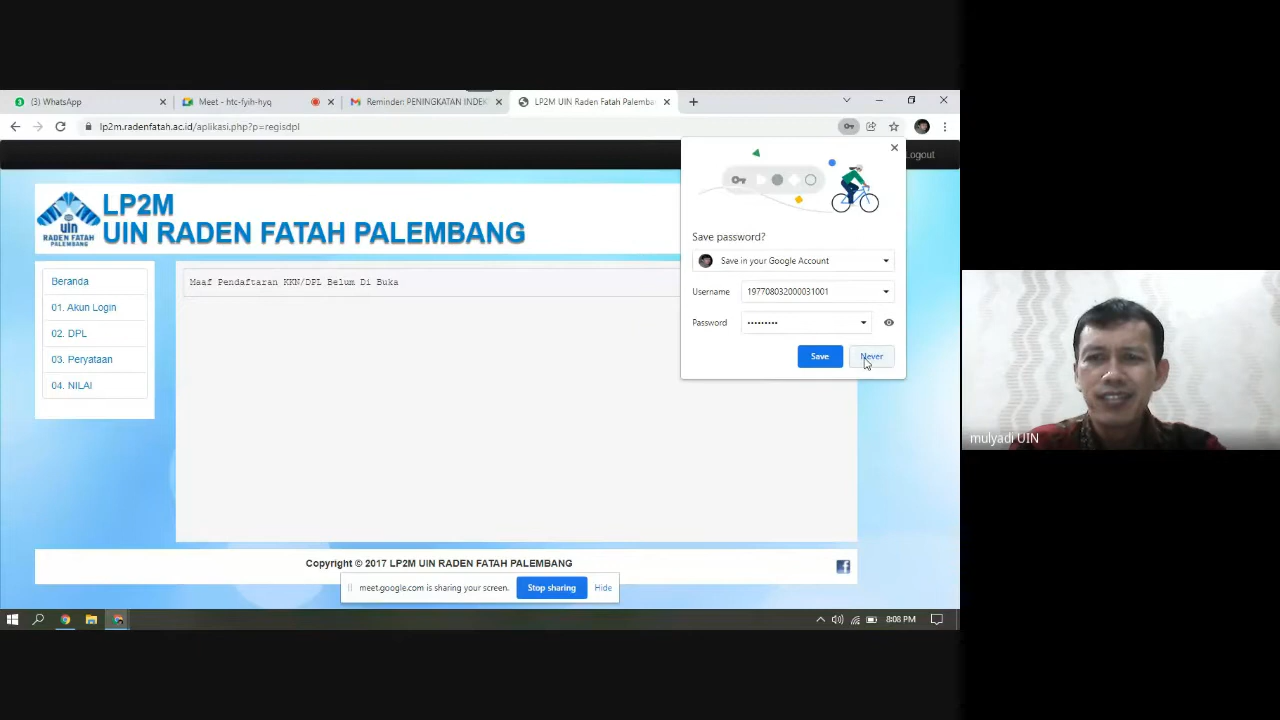 (3) WhatsApp
Meet - htc-fyih-hyq
Reminder: PENINGKATAN INDEK
LP2M UIN Raden Fatah Palemba
lp2m.radenfatah.ac.id/aplikasi.php?p=regisdpl
Logout
LP2M
UIN RADEN FATAH PALEMBANG
uin
RADEN FATAH
PALEMBANG
Beranda
01. Akun Login
02. DPL
03. Peryataan
04. NILAI
Maaf Pendaftaran KKN/DPL Belum Di Buka
Save password?
Save in your Google Account
Username
197708032000031001
Password
•••••••••
Save
Never
mulyadi UIN
Copyright © 2017 LP2M UIN RADEN FATAH PALEMBANG
meet.google.com is sharing your screen.
Stop sharing
Hide
8:08 PM